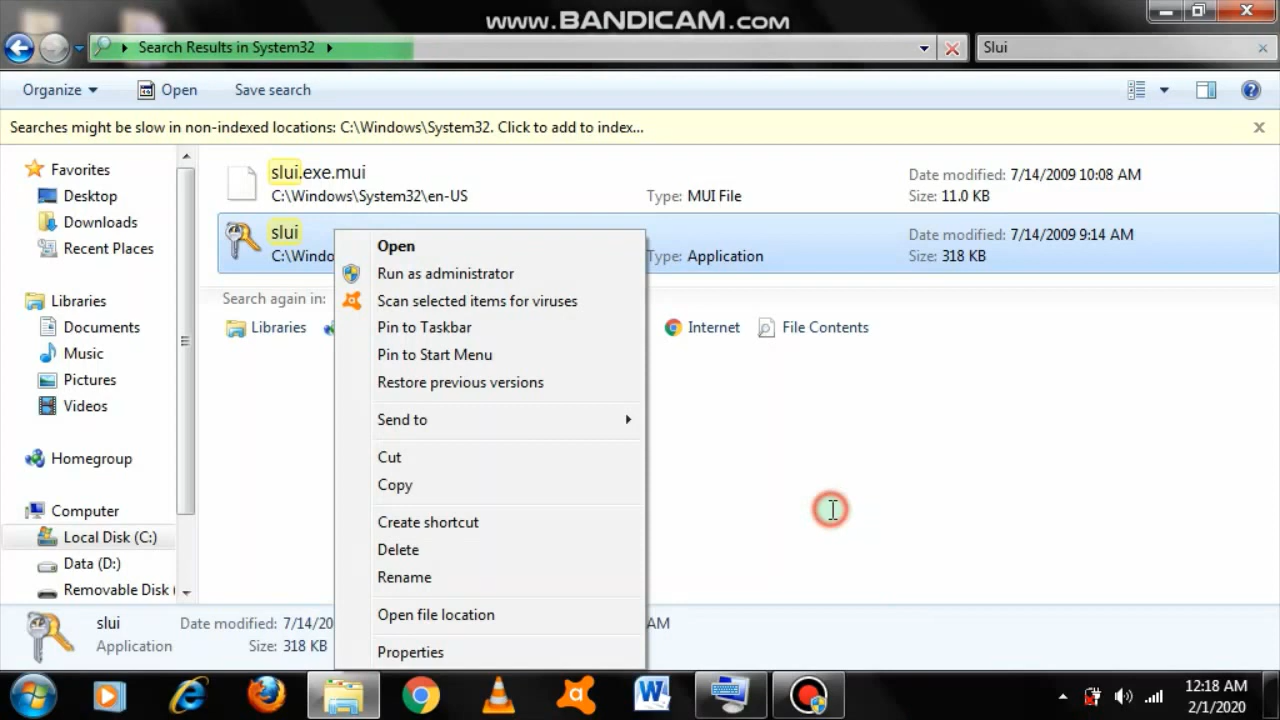 www.BANDICAM.com
Search Results in System32
Slui
Organize
Open
Save search
Searches might be slow in non-indexed locations: C:\Windows\System32. Click to add to index...
Favorites
Desktop
Downloads
Recent Places
Libraries
Documents
Music
Pictures
Videos
Homegroup
Computer
Local Disk (C:)
Data (D:)
Removable Disk
slui.exe.mui
C:\Windows\System32\en-US
Type: MUI File
Date modified: 7/14/2009 10:08 AM
Size: 11.0 KB
slui
C:\Windo
Type: Application
Date modified: 7/14/2009 9:14 AM
Size: 318 KB
Search again in:
Libraries
Internet
File Contents
Open
Run as administrator
Scan selected items for viruses
Pin to Taskbar
Pin to Start Menu
Restore previous versions
Send to
Cut
Copy
Create shortcut
Delete
Rename
Open file location
Properties
slui
Application
Date modified: 7/14/20
AM
Size: 318 KB
12:18 AM
2/1/2020